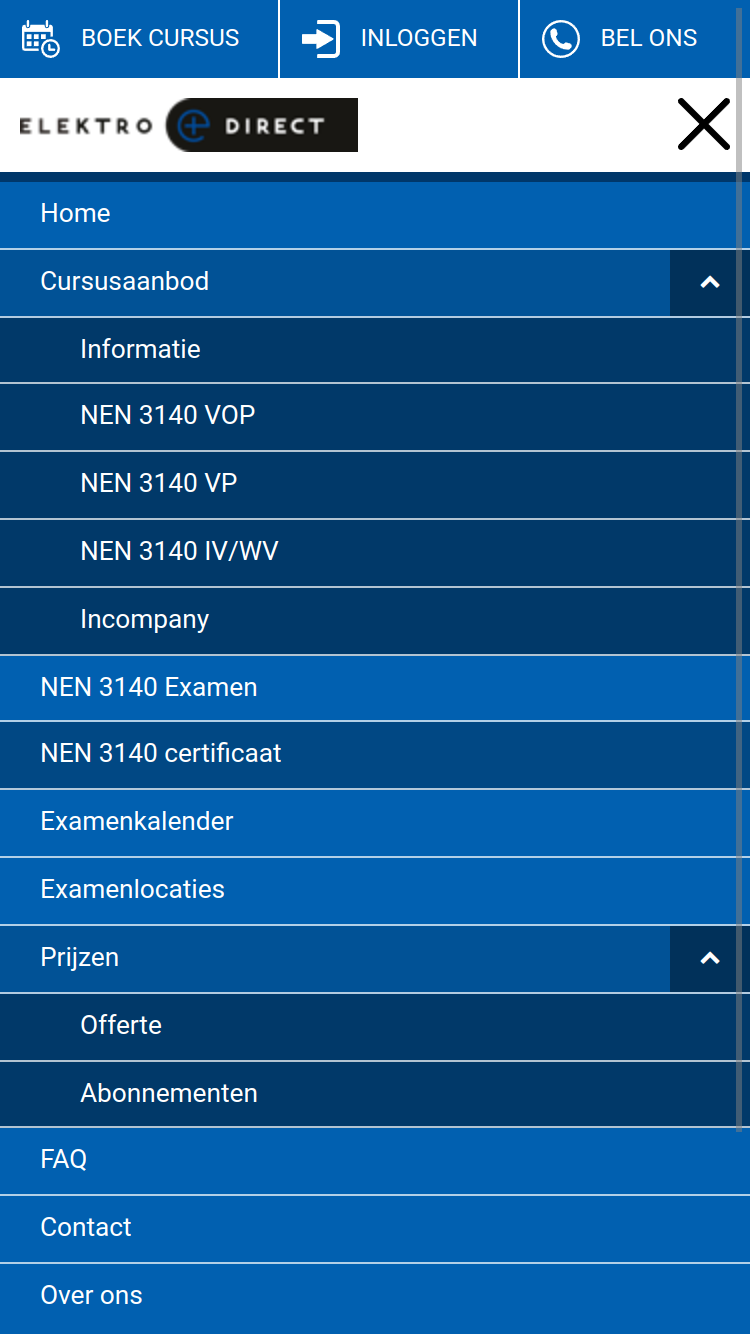 BOEK CURSUS INLOGGEN BEL ONS
ELEKTRO DIRECT
Home
Cursusaanbod
Informatie
NEN 3140 VOP
NEN 3140 VP
NEN 3140 IV/WV
Incompany
NEN 3140 Examen
NEN 3140 certificaat
Examenkalender
Examenlocaties
Prijzen
Offerte
Abonnementen
FAQ
Contact
Over ons